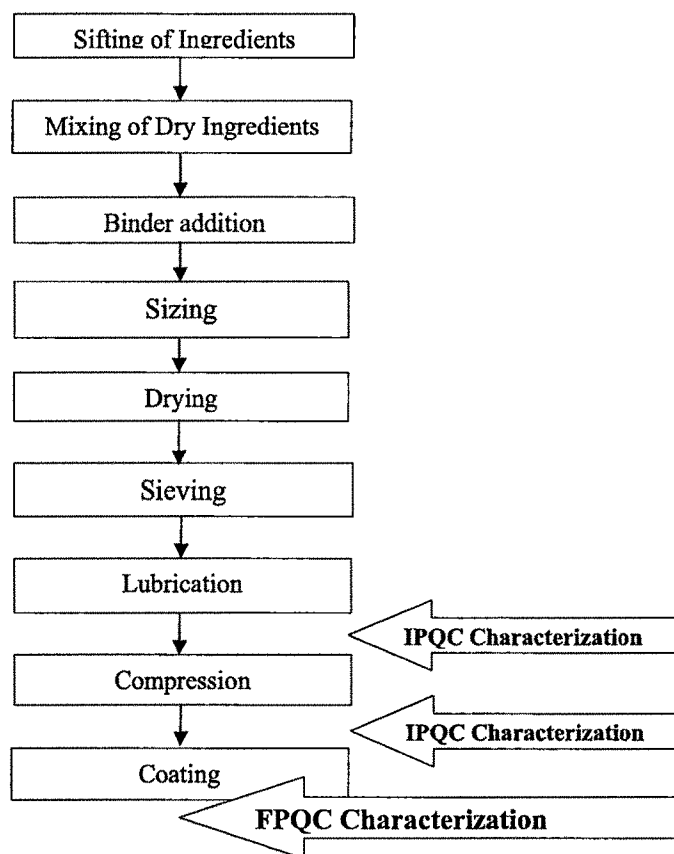 Sifting of Ingredients
Mixing of Dry Ingredients
Binder addition
Sizing
Drying
Sieving
Lubrication
IPQC Characterization
Compression
IPQC Characterization
Coating
FPQC Characterization